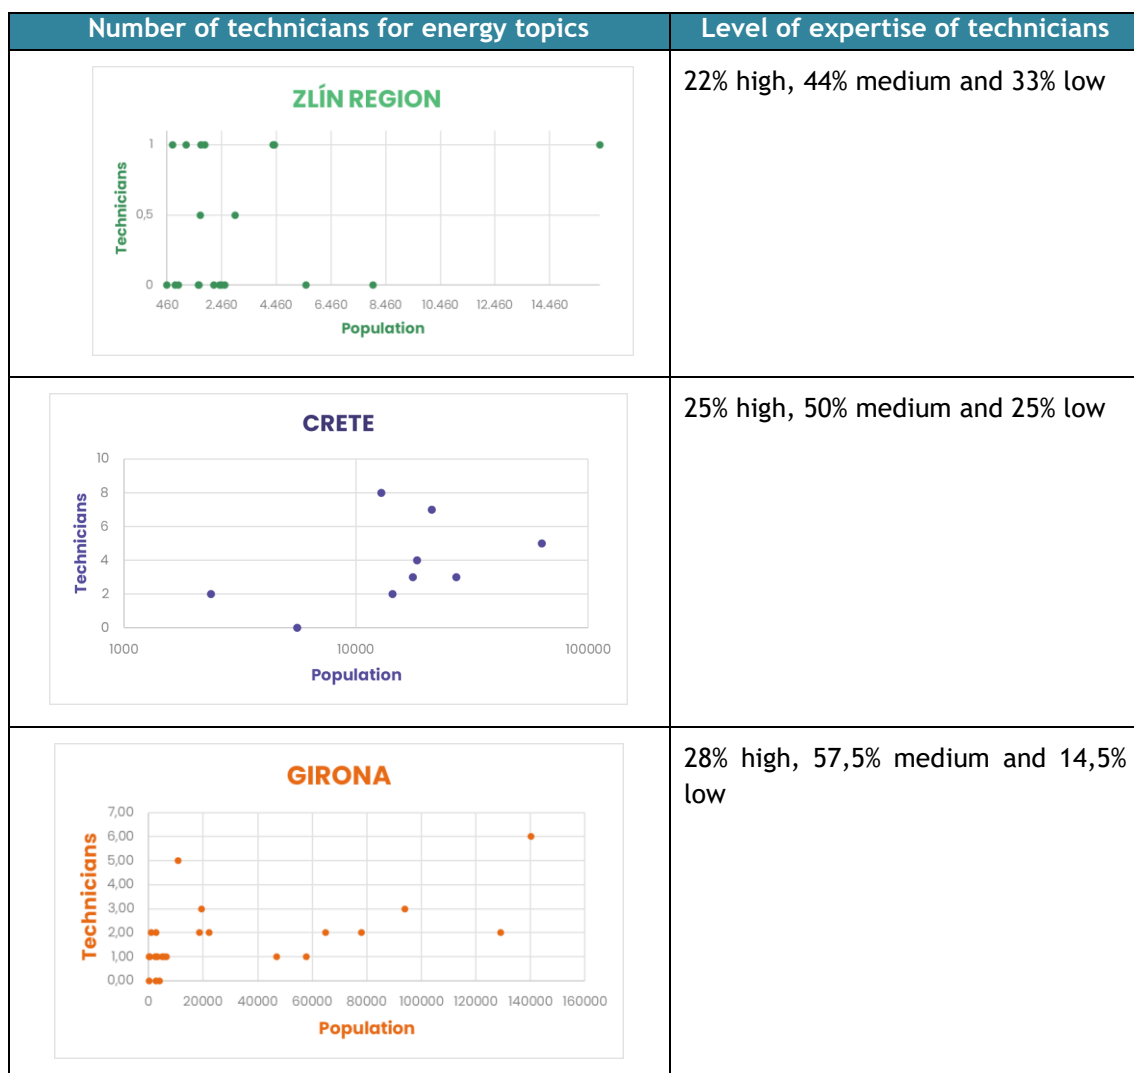 Number of technicians for energy topics
Level of expertise of technicians
ZLÍN REGION
22% high, 44% medium and 33% low
Technicians
1
0,5
0
460 2.460 4.460 6.460 8.460 10.460 12.460 14.460
Population
CRETE
25% high, 50% medium and 25% low
Technicians
10
8
6
4
2
0
1000 10000 100000
Population
GIRONA
28% high, 57,5% medium and 14,5%
low
Technicians
7,00
6,00
5,00
4,00
3,00
2,00
1,00
0,00
0 20000 40000 60000 80000 100000 120000 140000 160000
Population